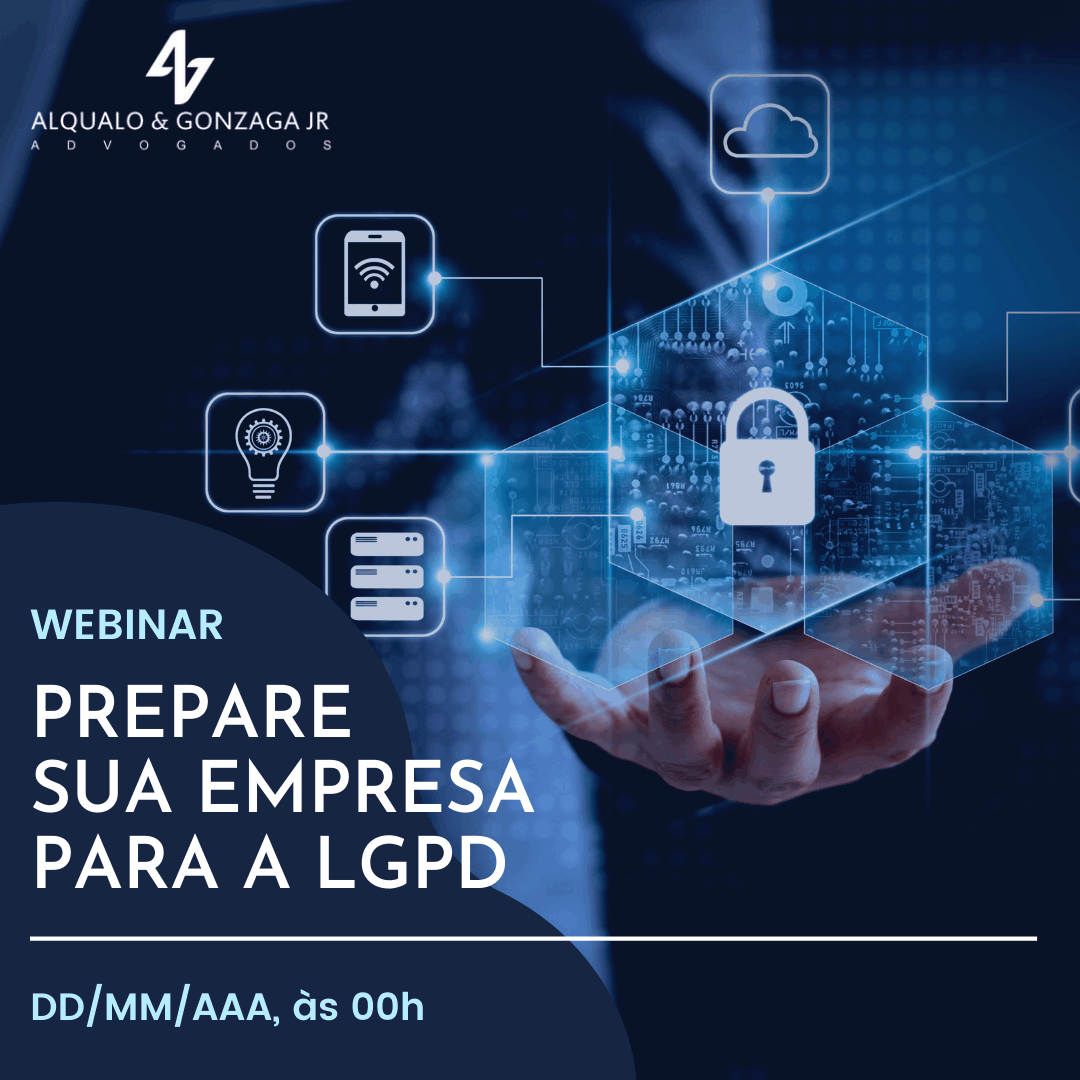 ALQUALO & GONZAGA JR
ADVOGADOS
WEBINAR
PREPARE
SUA EMPRESA
PARA A LGPD
DD/MM/AAA, às 00h